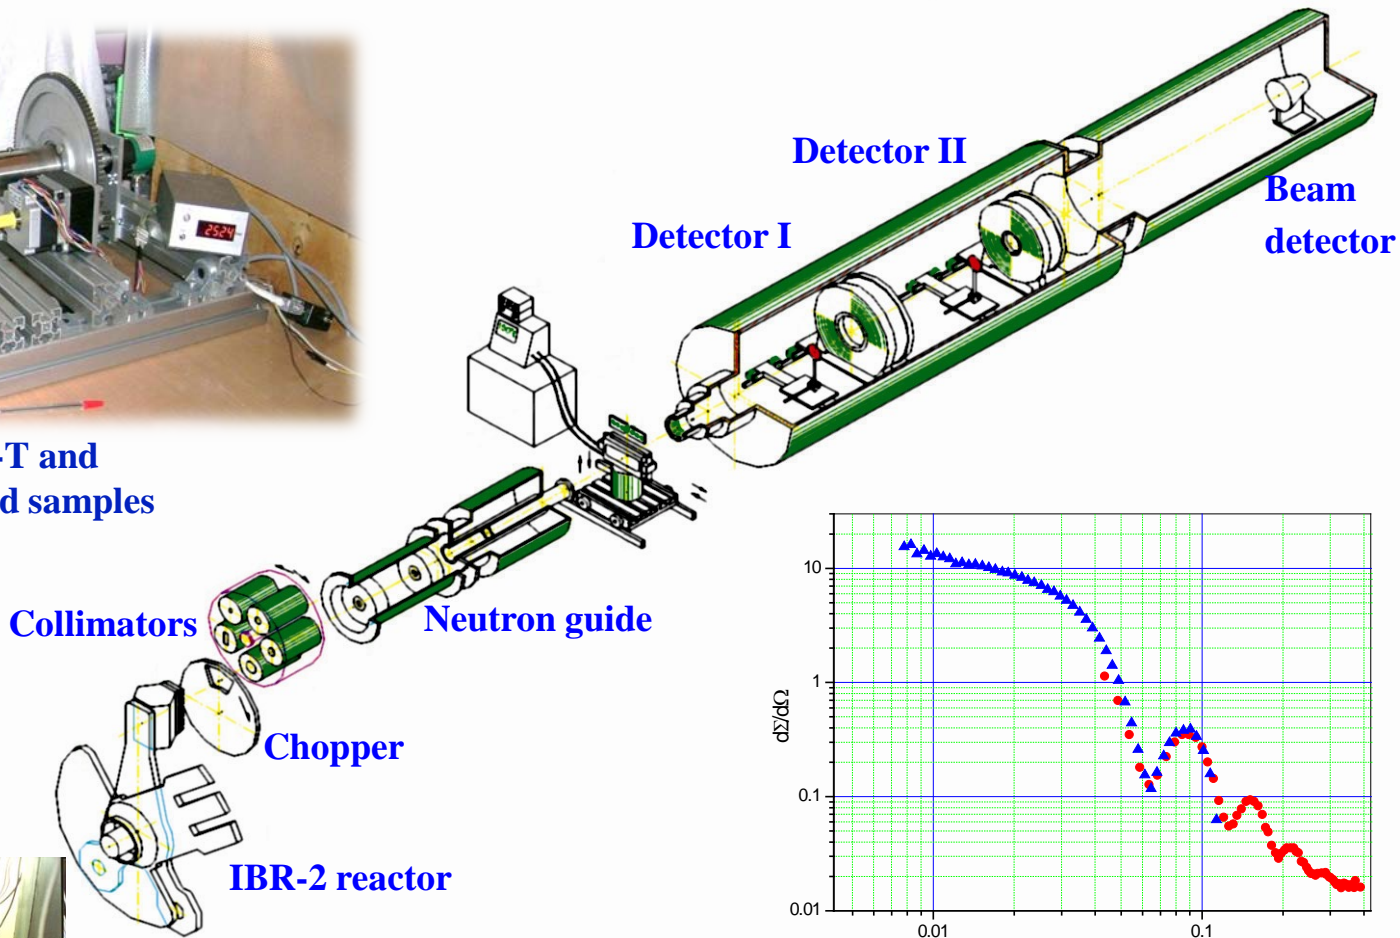 2524
Detector II
Detector I
Beam
detector
-T and
d samples
Collimators
Neutron guide
Chopper
IBR-2 reactor
dΣ/dΩ
10
1
0.1
0.01
0.01
0.1